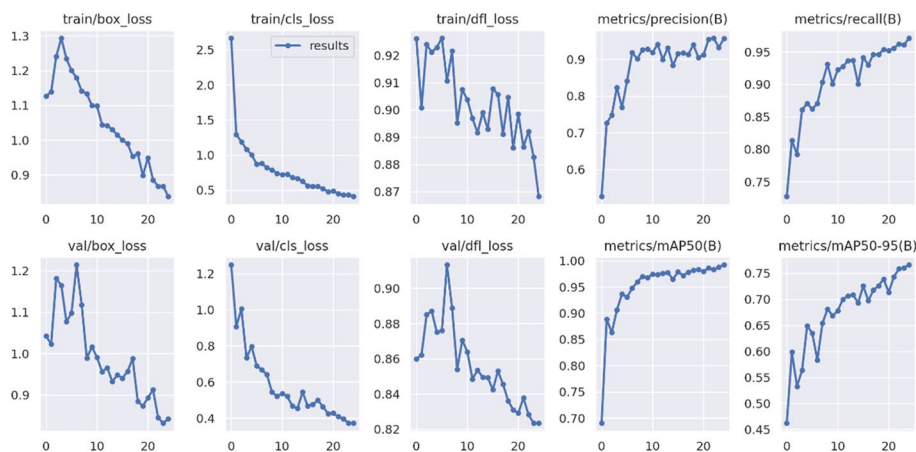 train/box_loss
train/cls_loss
train/dfl_loss
metrics/precision(B)
metrics/recall(B)
results
1.3
1.2
1.1
1.0
0.9
0 10 20
2.5
2.0
1.5
1.0
0.5
0 10 20
0.92
0.91
0.90
0.89
0.88
0.87
0 10 20
0.9
0.8
0.7
0.6
0 10 20
0.95
0.90
0.85
0.80
0.75
0 10 20
val/box_loss
val/cls_loss
val/dfl_loss
metrics/mAP50(B)
metrics/mAP50-95(B)
1.2
1.1
1.0
0.9
0 10 20
1.2
1.0
0.8
0.6
0.4
0 10 20
0.90
0.88
0.86
0.84
0.82
0 10 20
1.00
0.95
0.90
0.85
0.80
0.75
0.70
0 10 20
0.75
0.70
0.65
0.60
0.55
0.50
0.45
0 10 20